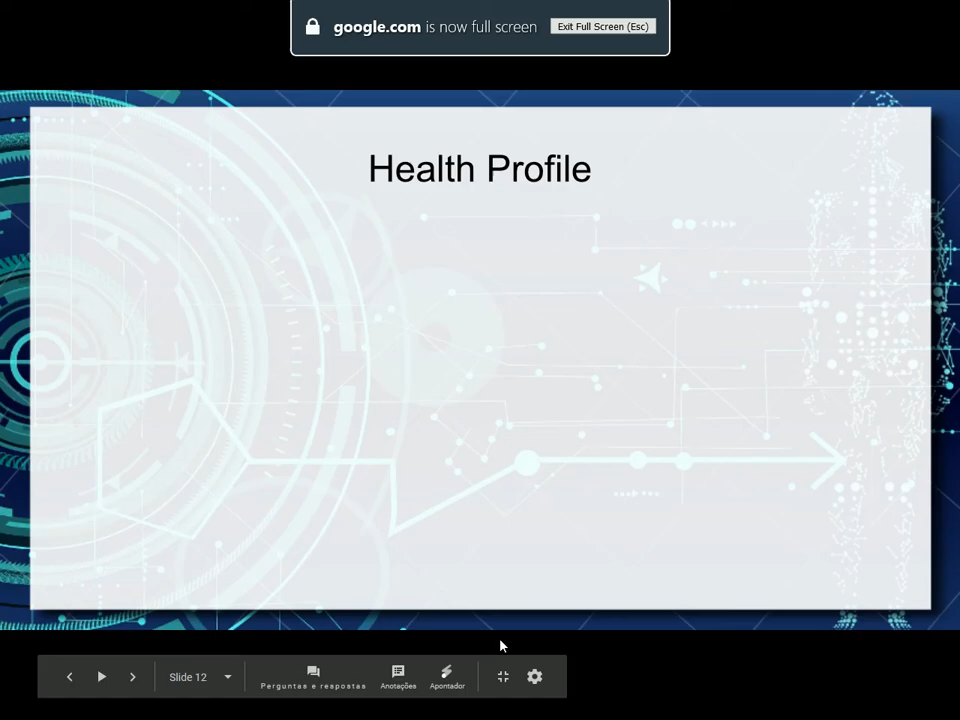 google.com is now full screen Exit Full Screen (Esc)
Health Profile
Slide 12 Perguntas e respostas Anotações Apontador